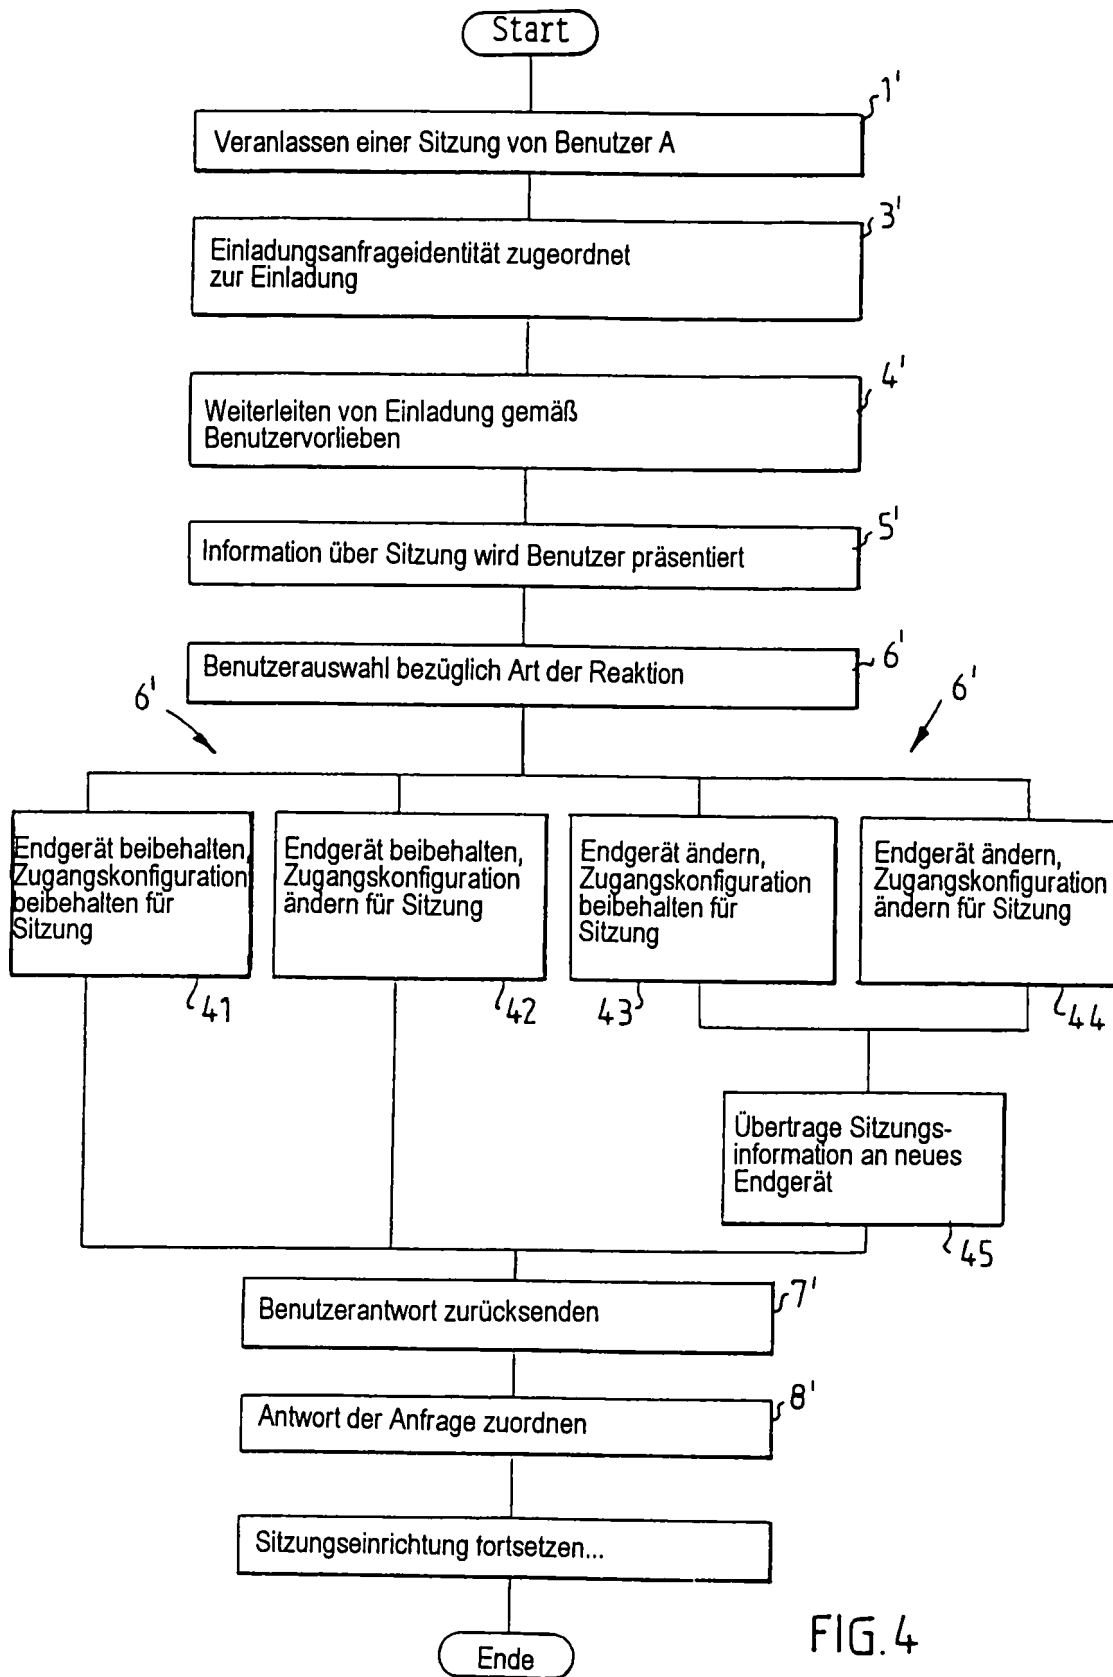 Start
1'
Veranlassen einer Sitzung von Benutzer A
3'
Einladungsanfrageidentität zugeordnet
zur Einladung
4'
Weiterleiten von Einladung gemäß
Benutzervorlieben
5'
Information über Sitzung wird Benutzer präsentiert
6'
Benutzerauswahl bezüglich Art der Reaktion
6'
6'
Endgerät beibehalten,
Zugangskonfiguration
beibehalten für
Sitzung
41
Endgerät beibehalten,
Zugangskonfiguration
ändern für Sitzung
42
Endgerät ändern,
Zugangskonfiguration
beibehalten für
Sitzung
43
Endgerät ändern,
Zugangskonfiguration
ändern für Sitzung
44
Übertrage Sitzungs-
information an neues
Endgerät
45
Benutzerantwort zurücksenden
7'
Antwort der Anfrage zuordnen
8'
Sitzungseinrichtung fortsetzen...
Ende
FIG. 4